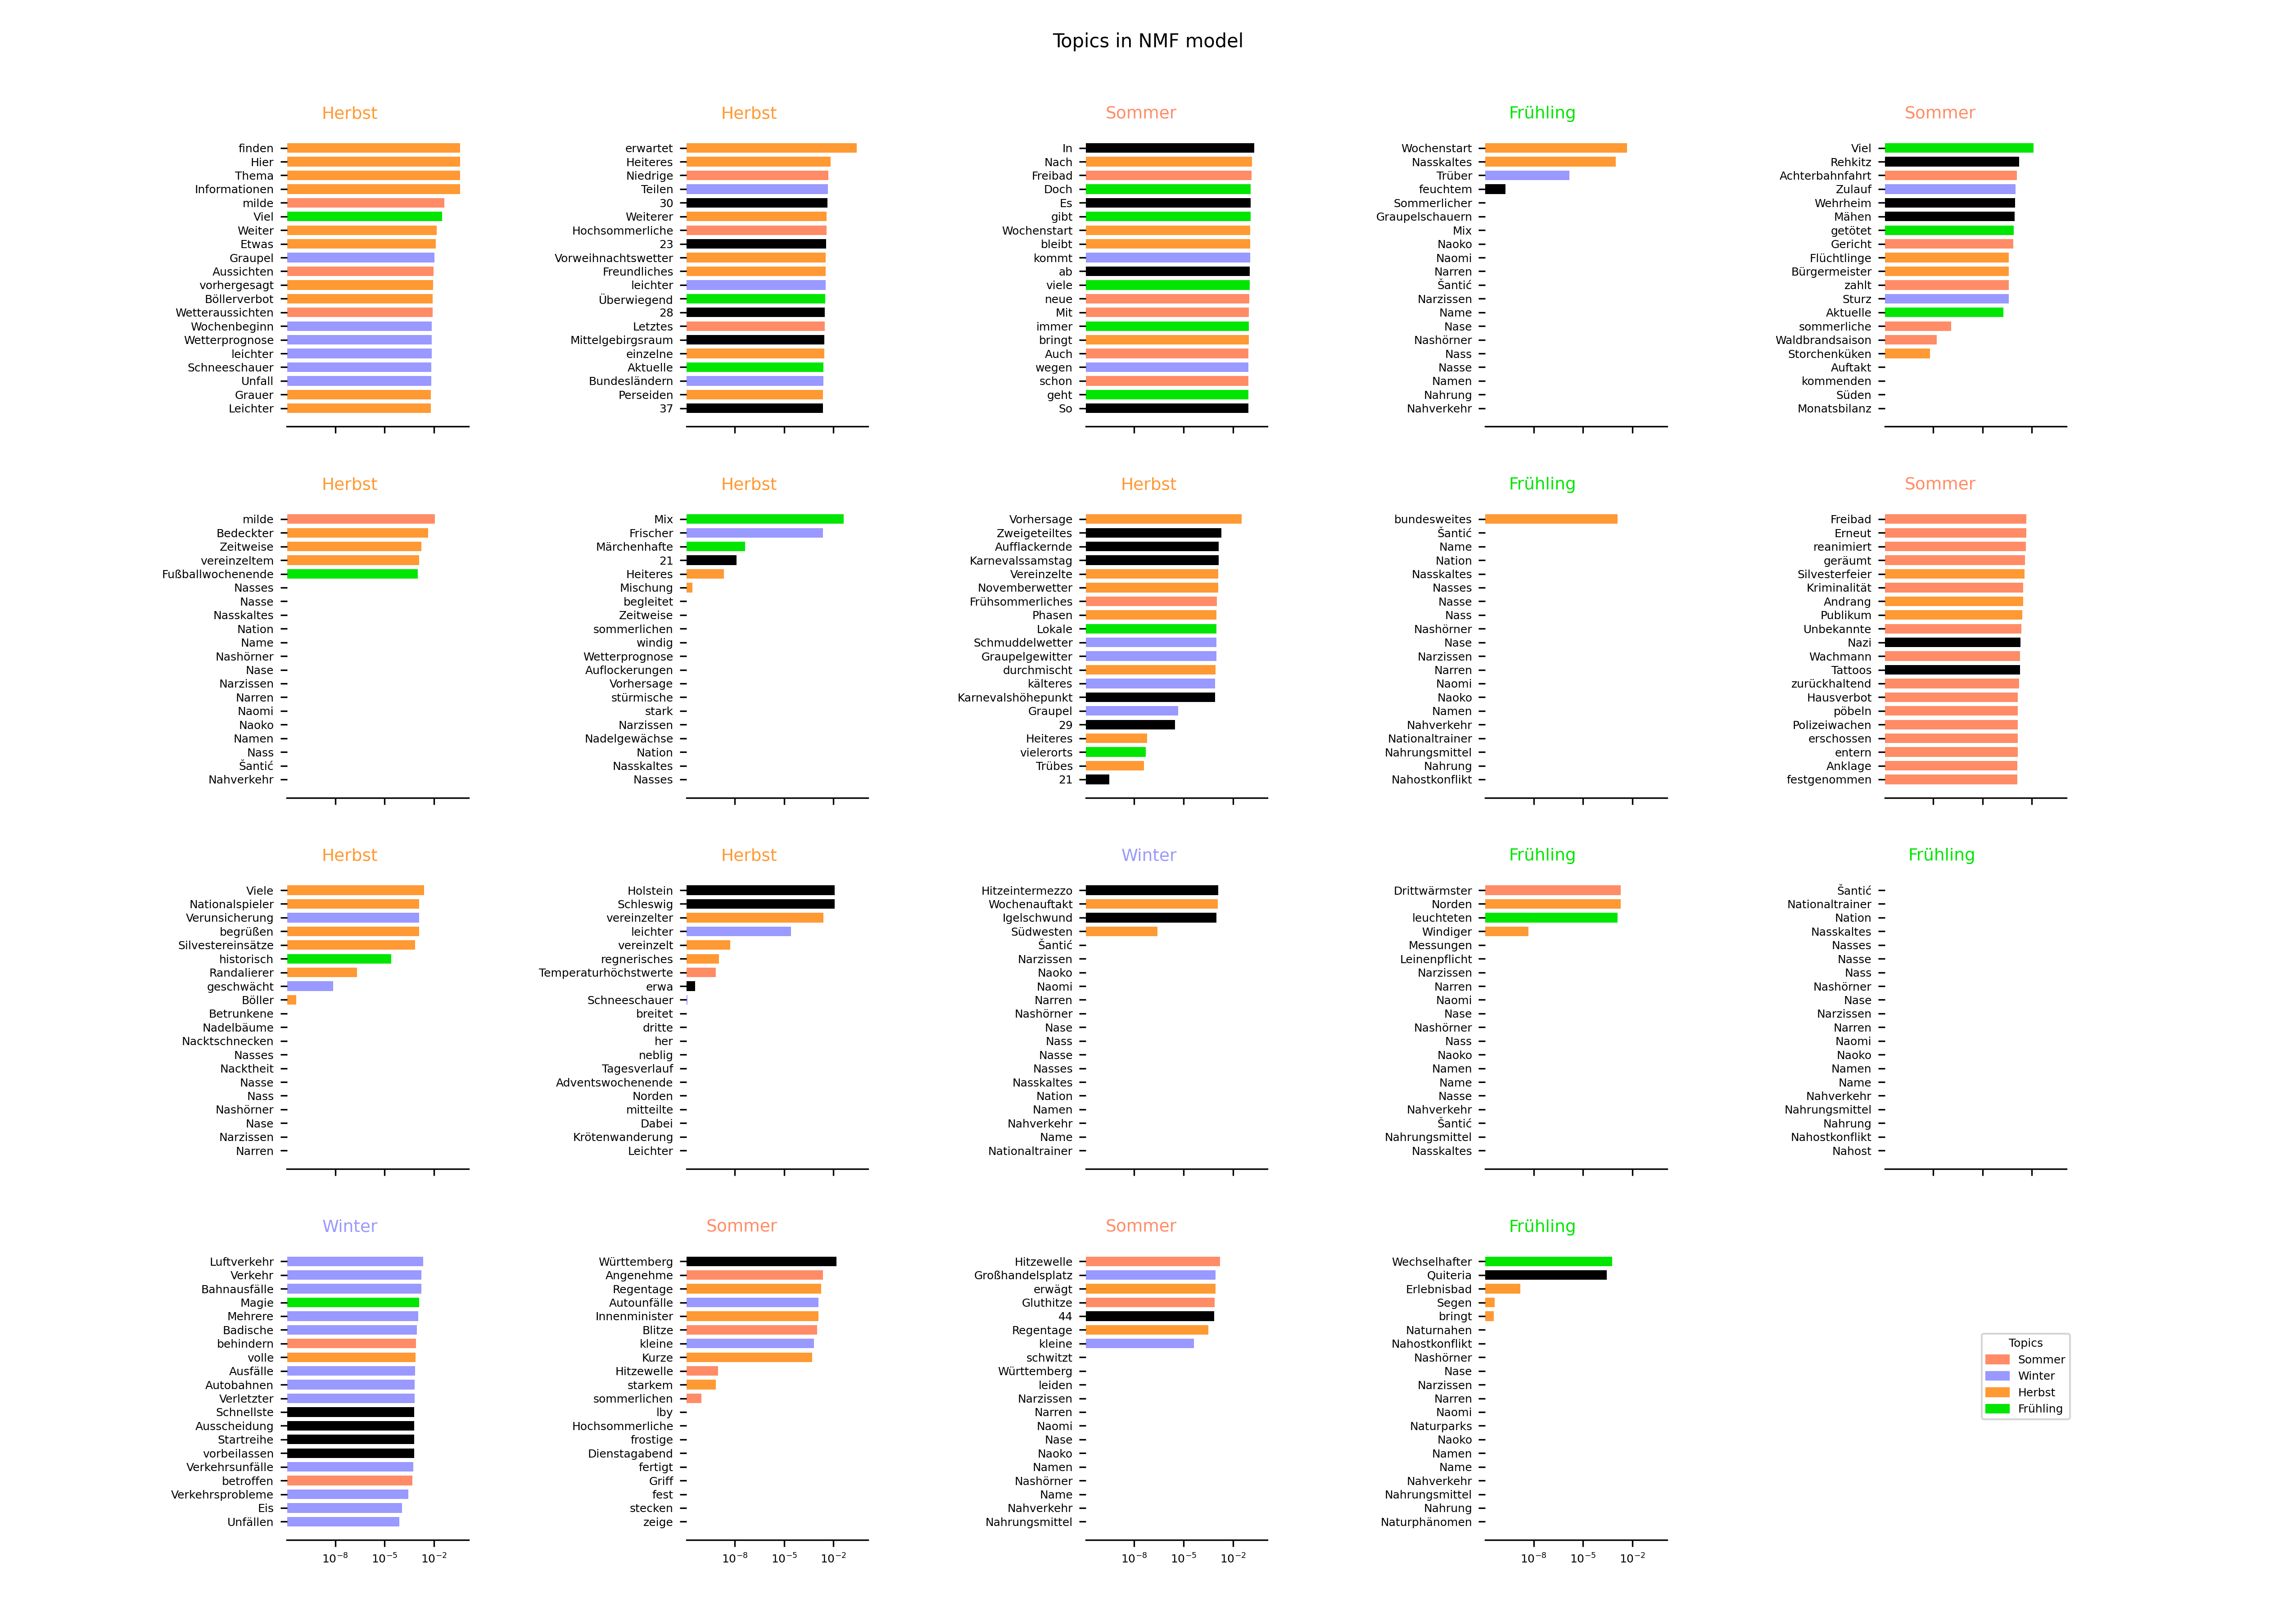 Topics in NMF model
Herbst
finden
Hier
Thema
Informationen
milde
Viel
Weiter
Etwas
Graupel
Aussichten
vorhergesagt
Böllerverbot
Wetteraussichten
Wochenbeginn
Wetterprognose
leichter
Schneeschauer
Unfall
Grauer
Leichter
Herbst
erwartet
Heiteres
Niedrige
Teilen
30
Weiterer
Hochsommerliche
23
Vorweihnachtswetter
Freundliches
leichter
Überwiegend
28
Letztes
Mittelgebirgsraum
einzelne
Aktuelle
Bundesländern
Perseiden
37
Sommer
In
Nach
Freibad
Doch
Es
gibt
Wochenstart
bleibt
kommt
ab
viele
neue
Mit
immer
bringt
Auch
wegen
schon
geht
So
Frühling
Wochenstart
Nasskaltes
Trüber
feuchtem
Sommerlicher
Graupelschauern
Mix
Naoko
Naomi
Narren
Šantić
Narzissen
Name
Nase
Nashörner
Nass
Nasse
Namen
Nahrung
Nahverkehr
Sommer
Viel
Rehkitz
Achterbahnfahrt
Zulauf
Wehrheim
Mähen
getötet
Gericht
Flüchtlinge
Bürgermeister
zahlt
Sturz
Aktuelle
sommerliche
Waldbrandsaison
Storchenküken
Auftakt
kommenden
Süden
Monatsbilanz
Herbst
milde
Bedeckter
Zeitweise
vereinzeltem
Fußballwochenende
Nasses
Nasse
Nasskaltes
Nation
Name
Nashörner
Nase
Narzissen
Narren
Naomi
Naoko
Namen
Nass
Šantić
Nahverkehr
Herbst
Mix
Frischer
Märchenhafte
21
Heiteres
Mischung
begleitet
Zeitweise
sommerlichen
windig
Wetterprognose
Auflockerungen
Vorhersage
stürmische
stark
Narzissen
Nadelgewächse
Nation
Nasskaltes
Nasses
Herbst
Vorhersage
Zweigeteiltes
Aufflackernde
Karnevalssamstag
Vereinzelte
Novemberwetter
Frühsommerliches
Phasen
Lokale
Schmuddelwetter
Graupelgewitter
durchmischt
kälteres
Karnevalshöhepunkt
Graupel
29
Heiteres
vielerorts
Trübes
21
Frühling
bundesweites
Šantić
Name
Nation
Nasskaltes
Nasses
Nasse
Nass
Nashörner
Nase
Narzissen
Narren
Naomi
Naoko
Namen
Nahverkehr
Nationaltrainer
Nahrungsmittel
Nahrung
Nahostkonflikt
Sommer
Freibad
Erneut
reanimiert
geräumt
Silvesterfeier
Kriminalität
Andrang
Publikum
Unbekannte
Nazi
Wachmann
Tattoos
zurückhaltend
Hausverbot
pöbeln
Polizeiwachen
erschossen
entern
Anklage
festgenommen
Herbst
Viele
Nationalspieler
Verunsicherung
begrüßen
Silvestereinsätze
historisch
Randalierer
geschwächt
Böller
Betrunkene
Nadelbäume
Nacktschnecken
Nasses
Nacktheit
Nasse
Nass
Nashörner
Nase
Narzissen
Narren
Herbst
Holstein
Schleswig
vereinzelter
leichter
vereinzelt
regnerisches
Temperaturhöchstwerte
erwa
Schneeschauer
breitet
dritte
her
neblig
Tagesverlauf
Adventswochenende
Norden
mitteilte
Dabei
Krötenwanderung
Leichter
Winter
Hitzeintermezzo
Wochenauftakt
Igelschwund
Südwesten
Šantić
Narzissen
Naoko
Naomi
Narren
Nashörner
Nase
Nass
Nasse
Nasses
Nasskaltes
Nation
Namen
Nahverkehr
Name
Nationaltrainer
Frühling
Drittwärmster
Norden
leuchteten
Windiger
Messungen
Leinenpflicht
Narzissen
Narren
Naomi
Nase
Nashörner
Nass
Naoko
Namen
Name
Nasse
Nahverkehr
Šantić
Nahrungsmittel
Nasskaltes
Frühling
Šantić
Nationaltrainer
Nation
Nasskaltes
Nasses
Nasse
Nass
Nashörner
Nase
Narzissen
Narren
Naomi
Naoko
Namen
Name
Nahverkehr
Nahrungsmittel
Nahrung
Nahostkonflikt
Nahost
Winter
Luftverkehr
Verkehr
Bahnausfälle
Magie
Mehrere
Badische
behindern
volle
Ausfälle
Autobahnen
Verletzter
Schnellste
Ausscheidung
Startreihe
vorbeilassen
Verkehrsunfälle
betroffen
Verkehrsprobleme
Eis
Unfällen
10⁻⁸ 10⁻⁵ 10⁻²
Sommer
Württemberg
Angenehme
Regentage
Autounfälle
Innenminister
Blitze
kleine
Kurze
Hitzewelle
starkem
sommerlichen
lby
Hochsommerliche
frostige
Dienstagabend
fertigt
Griff
fest
stecken
zeige
10⁻⁸ 10⁻⁵ 10⁻²
Sommer
Hitzewelle
Großhandelsplatz
erwägt
Gluthitze
44
Regentage
kleine
schwitzt
Württemberg
leiden
Narzissen
Narren
Naomi
Nase
Naoko
Namen
Nashörner
Name
Nahverkehr
Nahrungsmittel
10⁻⁸ 10⁻⁵ 10⁻²
Frühling
Wechselhafter
Quiteria
Erlebnisbad
Segen
bringt
Naturnahen
Nahostkonflikt
Nashörner
Nase
Narzissen
Narren
Naomi
Naturparks
Naoko
Namen
Name
Nahverkehr
Nahrungsmittel
Nahrung
Naturphänomen
10⁻⁸ 10⁻⁵ 10⁻²
Topics
Sommer
Winter
Herbst
Frühling